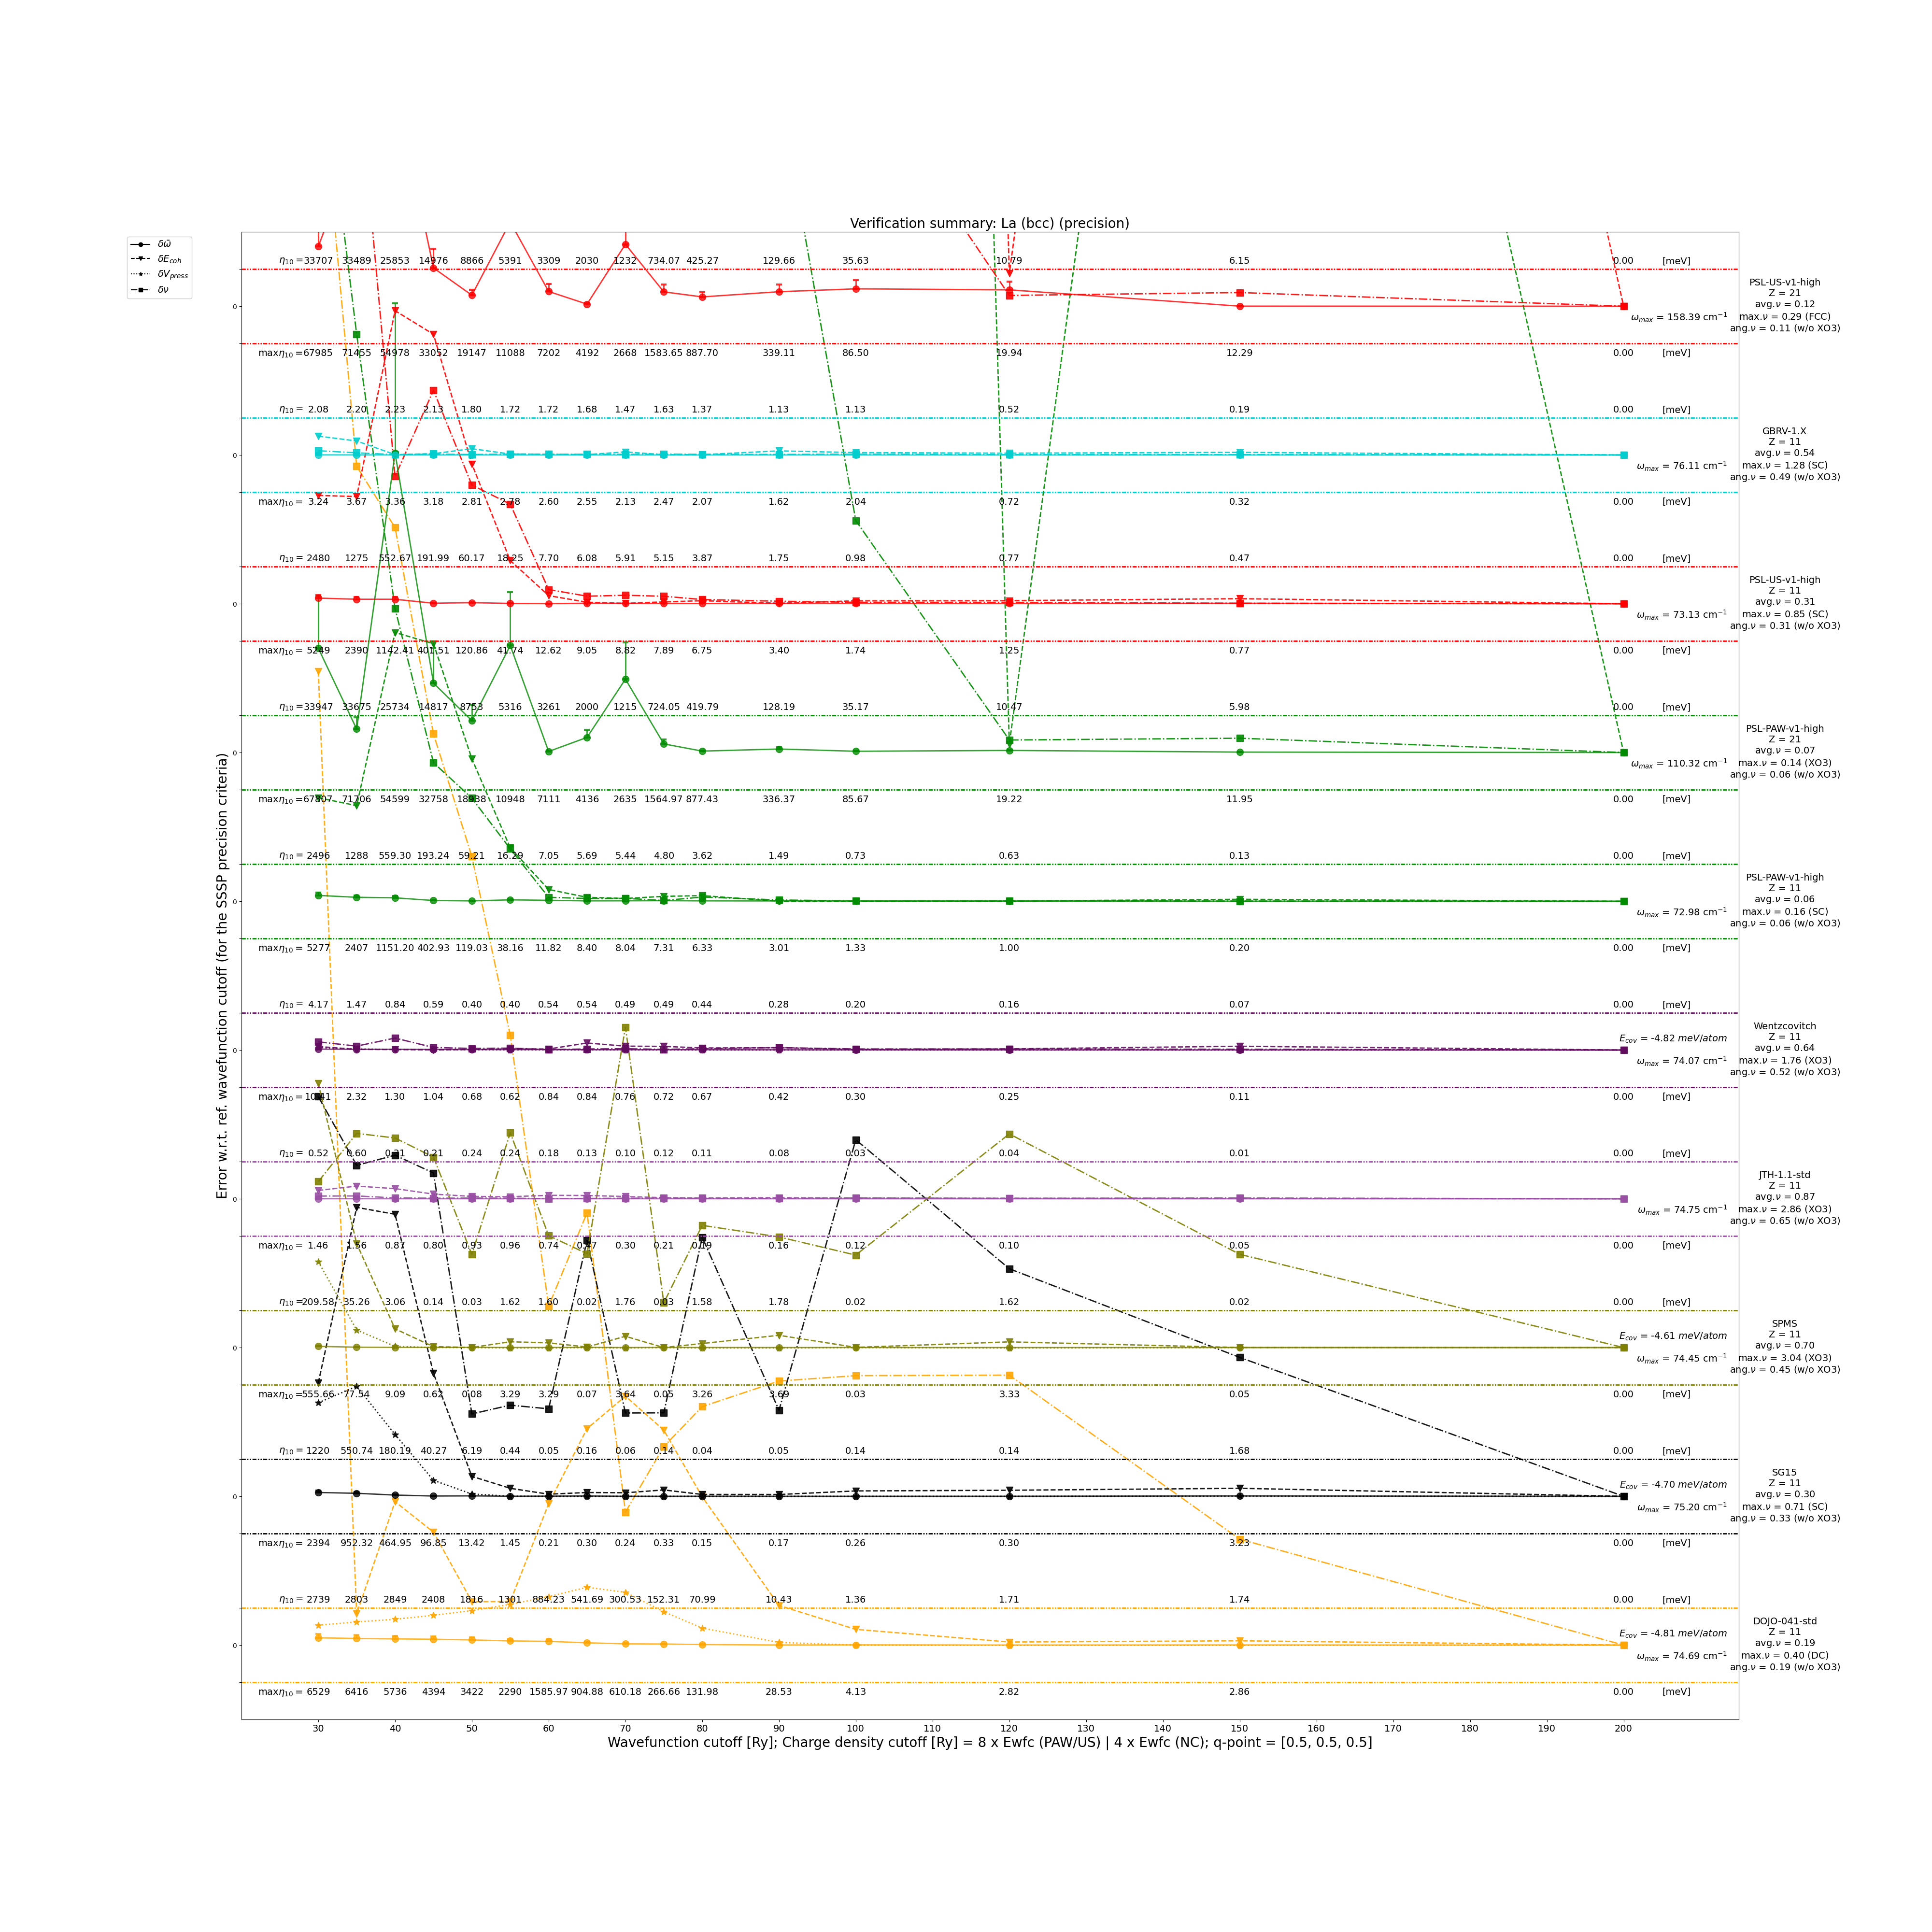 Verification summary: La (bcc) (precision)
δω̄
δE_coh
δV_press
δν
Error w.r.t. ref. wavefunction cutoff (for the SSSP precision criteria)
η₁₀ = 33707 33489 25853 14976 8866 5391 3309 2030 1232 734.07 425.27 129.66 35.63 10.79 6.15 0.00 [meV]
0
PSL-US-v1-high
Z = 21
avg.ν = 0.12
ω_max = 158.39 cm⁻¹ max.ν = 0.29 (FCC)
ang.ν = 0.11 (w/o XO3)
maxη₁₀ = 67985 71455 54978 33052 19147 11088 7202 4192 2668 1583.65 887.70 339.11 86.50 19.94 12.29 0.00 [meV]
η₁₀ = 2.08 2.20 2.23 2.13 1.80 1.72 1.72 1.68 1.47 1.63 1.37 1.13 1.13 0.52 0.19 0.00 [meV]
0
GBRV-1.X
Z = 11
avg.ν = 0.54
ω_max = 76.11 cm⁻¹ max.ν = 1.28 (SC)
ang.ν = 0.49 (w/o XO3)
maxη₁₀ = 3.24 3.67 3.36 3.18 2.81 2.78 2.60 2.55 2.13 2.47 2.07 1.62 2.04 0.72 0.32 0.00 [meV]
η₁₀ = 2480 1275 552.67 191.99 60.17 18.25 7.70 6.08 5.91 5.15 3.87 1.75 0.98 0.77 0.47 0.00 [meV]
0
PSL-US-v1-high
Z = 11
avg.ν = 0.31
ω_max = 73.13 cm⁻¹ max.ν = 0.85 (SC)
ang.ν = 0.31 (w/o XO3)
maxη₁₀ = 5249 2390 1142.41 401.51 120.86 41.74 12.62 9.05 8.82 7.89 6.75 3.40 1.74 1.25 0.77 0.00 [meV]
η₁₀ = 33947 33675 25734 14817 8753 5316 3261 2000 1215 724.05 419.79 128.19 35.17 10.47 5.98 0.00 [meV]
0
PSL-PAW-v1-high
Z = 21
avg.ν = 0.07
ω_max = 110.32 cm⁻¹ max.ν = 0.14 (XO3)
ang.ν = 0.06 (w/o XO3)
maxη₁₀ = 71706 54599 32758 10948 7111 4136 2635 1564.97 877.43 336.37 85.67 19.22 11.95 0.00 [meV]
η₁₀ = 2496 1288 559.30 193.24 59.21 16.29 7.05 5.69 5.44 4.80 3.62 1.49 0.73 0.63 0.13 0.00 [meV]
0
PSL-PAW-v1-high
Z = 11
avg.ν = 0.06
ω_max = 72.98 cm⁻¹ max.ν = 0.16 (SC)
ang.ν = 0.06 (w/o XO3)
maxη₁₀ = 5277 2407 1151.20 402.93 119.03 38.16 11.82 8.40 8.04 7.31 6.33 3.01 1.33 1.00 0.20 0.00 [meV]
η₁₀ = 4.17 1.47 0.84 0.59 0.40 0.40 0.54 0.54 0.49 0.49 0.44 0.28 0.20 0.16 0.07 0.00 [meV]
0
Wentzcovitch
Z = 11
E_cov = -4.82 meV/atom
avg.ν = 0.64
ω_max = 74.07 cm⁻¹ max.ν = 1.76 (XO3)
ang.ν = 0.52 (w/o XO3)
maxη₁₀ = 2.32 1.30 1.04 0.68 0.62 0.84 0.84 0.76 0.72 0.67 0.42 0.30 0.25 0.11 0.00 [meV]
η₁₀ = 0.52 0.60 0.21 0.24 0.24 0.18 0.13 0.10 0.12 0.11 0.08 0.03 0.04 0.01 0.00 [meV]
0
JTH-1.1-std
Z = 11
avg.ν = 0.87
ω_max = 74.75 cm⁻¹ max.ν = 2.86 (XO3)
ang.ν = 0.65 (w/o XO3)
maxη₁₀ = 1.46 1.56 0.87 0.80 0.93 0.96 0.74 0.30 0.21 0.16 0.12 0.10 0.05 0.00 [meV]
η₁₀ = 209.58 35.26 3.06 0.14 0.03 1.62 1.60 0.02 1.76 0.03 1.58 1.78 0.02 1.62 0.02 0.00 [meV]
0
SPMS
Z = 11
E_cov = -4.61 meV/atom
avg.ν = 0.70
ω_max = 74.45 cm⁻¹ max.ν = 3.04 (XO3)
ang.ν = 0.45 (w/o XO3)
maxη₁₀ = 555.66 77.54 9.09 0.62 0.08 3.29 3.29 0.07 3.64 0.05 3.26 3.69 0.03 3.33 0.05 0.00 [meV]
η₁₀ = 1220 550.74 180.19 40.27 6.19 0.44 0.05 0.16 0.06 0.14 0.04 0.05 0.14 0.14 1.68 0.00 [meV]
0
SG15
Z = 11
E_cov = -4.70 meV/atom
avg.ν = 0.30
ω_max = 75.20 cm⁻¹ max.ν = 0.71 (SC)
ang.ν = 0.33 (w/o XO3)
maxη₁₀ = 2394 952.32 464.95 96.85 13.42 1.45 0.21 0.30 0.24 0.33 0.15 0.17 0.26 0.30 3.23 0.00 [meV]
η₁₀ = 2739 2803 2849 2408 1816 1301 884.23 541.69 300.53 152.31 70.99 10.43 1.36 1.71 1.74 0.00 [meV]
0
DOJO-041-std
Z = 11
E_cov = -4.81 meV/atom
avg.ν = 0.19
ω_max = 74.69 cm⁻¹ max.ν = 0.40 (DC)
ang.ν = 0.19 (w/o XO3)
maxη₁₀ = 6529 6416 5736 4394 3422 2290 1585.97 904.88 610.18 266.66 131.98 28.53 4.13 2.82 2.86 0.00 [meV]
30 40 50 60 70 80 90 100 110 120 130 140 150 160 170 180 190 200
Wavefunction cutoff [Ry]; Charge density cutoff [Ry] = 8 x Ewfc (PAW/US) | 4 x Ewfc (NC); q-point = [0.5, 0.5, 0.5]